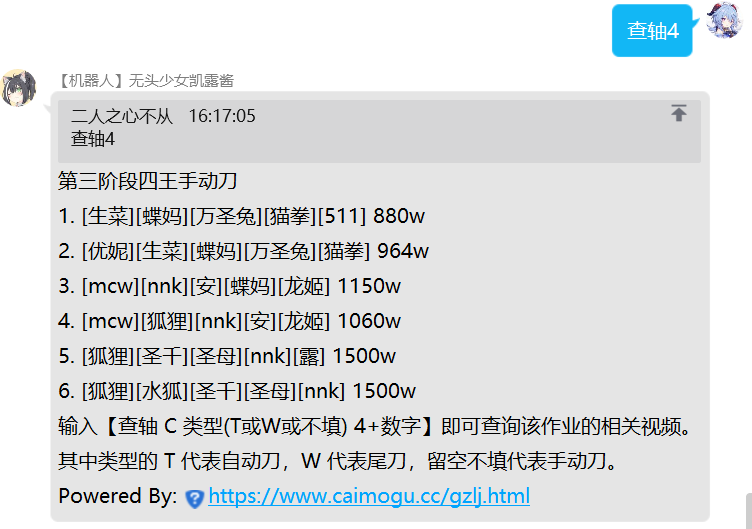 查轴4
【机器人】无头少女凯露酱
二人之心不从 16:17:05
查轴4
第三阶段四王手动刀
1. [生菜][蝶妈][万圣兔][猫拳][511] 880w
2. [优妮][生菜][蝶妈][万圣兔][猫拳] 964w
3. [mcw][nnk][安][蝶妈][龙姬] 1150w
4. [mcw][狐狸][nnk][安][龙姬] 1060w
5. [狐狸][圣千][圣母][nnk][露] 1500w
6. [狐狸][水狐][圣千][圣母][nnk] 1500w
输入【查轴 C 类型(T或W或不填) 4+数字】即可查询该作业的相关视频。
其中类型的 T 代表自动刀，W 代表尾刀，留空不填代表手动刀。
Powered By: https://www.caimogu.cc/gzlj.html